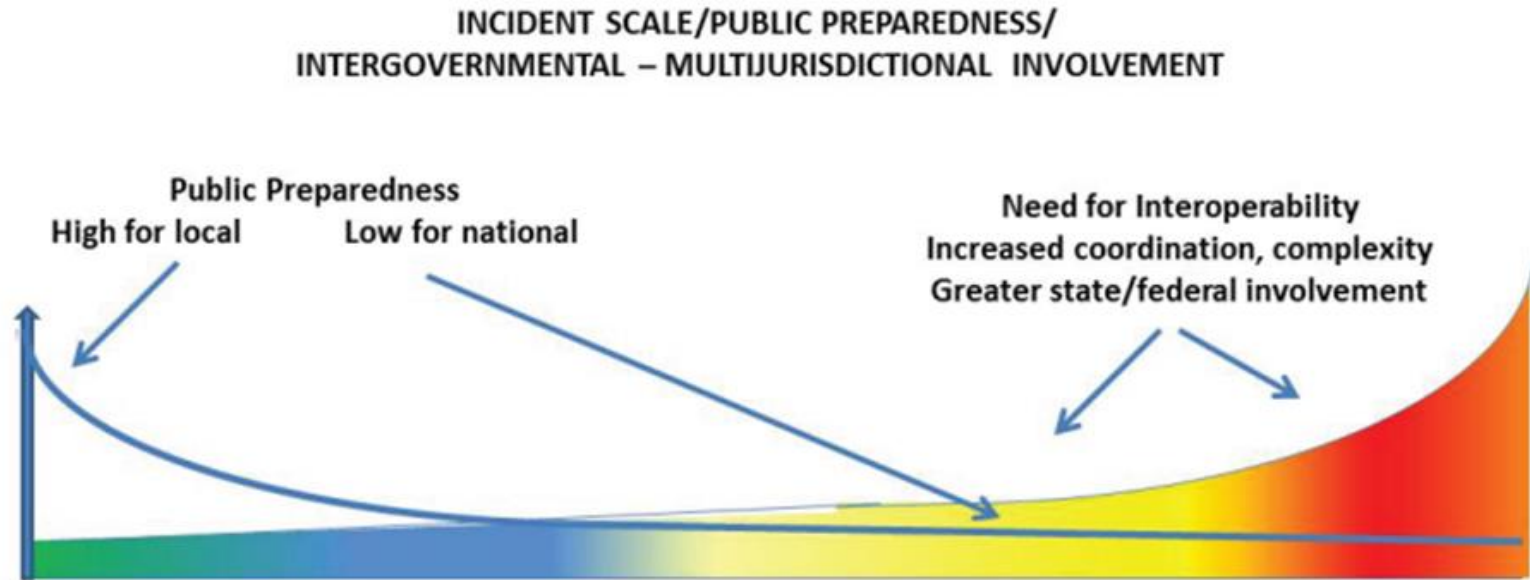 INCIDENT SCALE/PUBLIC PREPAREDNESS/
INTERGOVERNMENTAL – MULTIJURISDICTIONAL INVOLVEMENT
Public Preparedness
High for local Low for national
Need for Interoperability
Increased coordination, complexity
Greater state/federal involvement